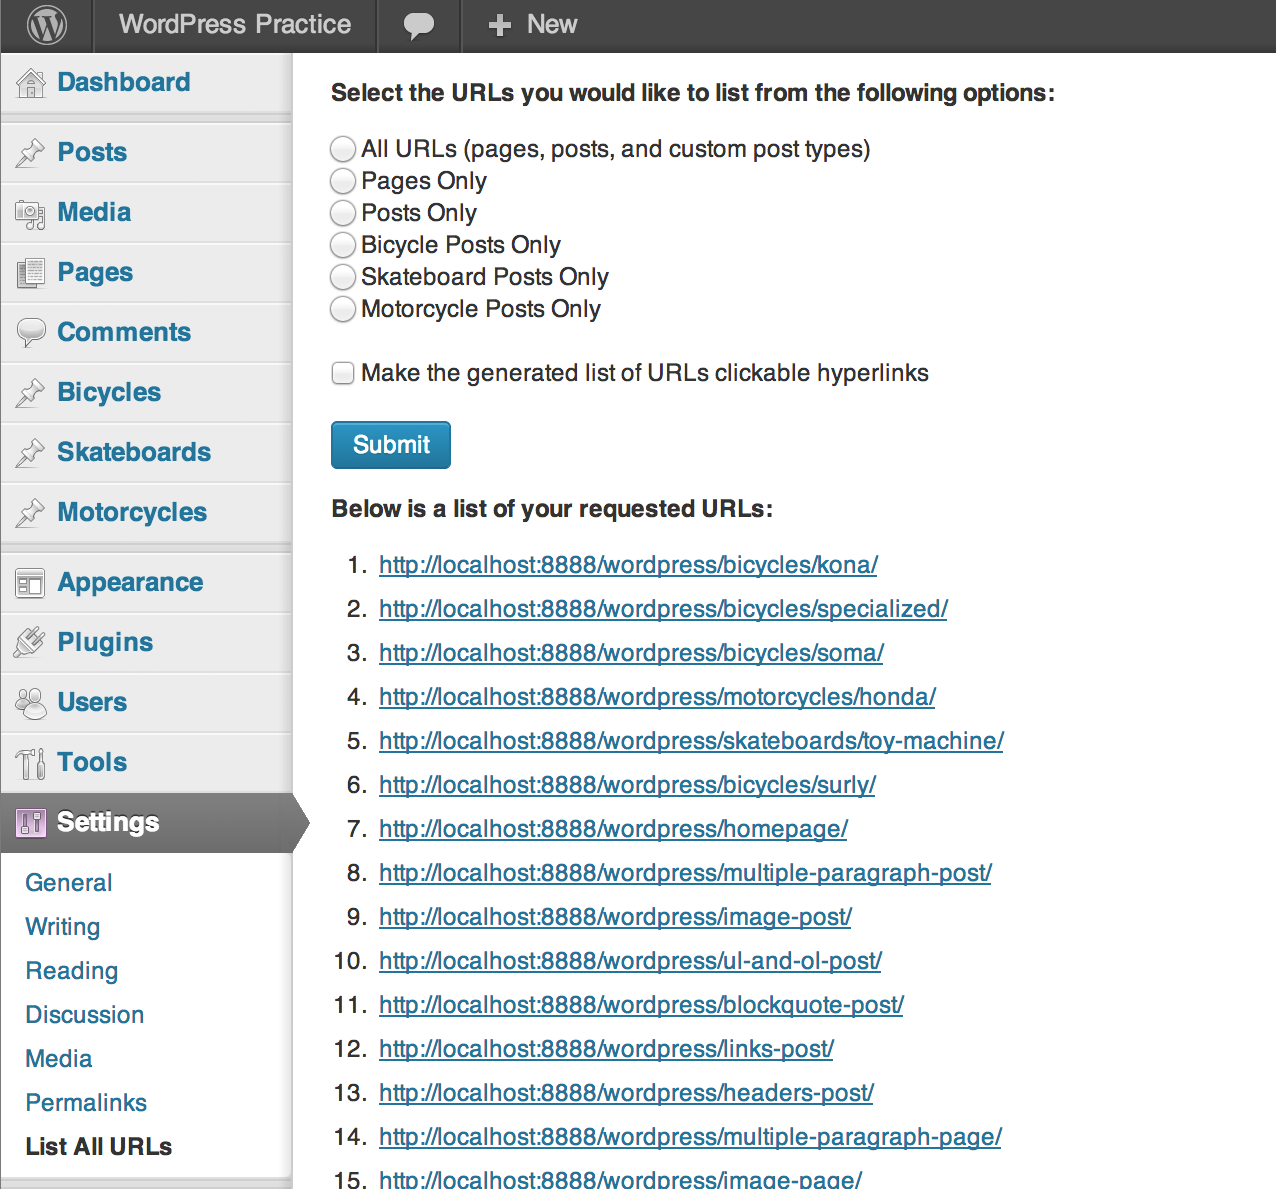 WordPress Practice
New
Dashboard
Posts
Media
Pages
Comments
Bicycles
Skateboards
Motorcycles
Appearance
Plugins
Users
Tools
Settings
General
Writing
Reading
Discussion
Media
Permalinks
List All URLs
Select the URLs you would like to list from the following options:
All URLs (pages, posts, and custom post types)
Pages Only
Posts Only
Bicycle Posts Only
Skateboard Posts Only
Motorcycle Posts Only
Make the generated list of URLs clickable hyperlinks
Submit
Below is a list of your requested URLs:
1. http://localhost:8888/wordpress/bicycles/kona/
2. http://localhost:8888/wordpress/bicycles/specialized/
3. http://localhost:8888/wordpress/bicycles/soma/
4. http://localhost:8888/wordpress/motorcycles/honda/
5. http://localhost:8888/wordpress/skateboards/toy-machine/
6. http://localhost:8888/wordpress/bicycles/surly/
7. http://localhost:8888/wordpress/homepage/
8. http://localhost:8888/wordpress/multiple-paragraph-post/
9. http://localhost:8888/wordpress/image-post/
10. http://localhost:8888/wordpress/ul-and-ol-post/
11. http://localhost:8888/wordpress/blockquote-post/
12. http://localhost:8888/wordpress/links-post/
13. http://localhost:8888/wordpress/headers-post/
14. http://localhost:8888/wordpress/multiple-paragraph-page/
15. http://localhost:8888/wordpress/image-page/